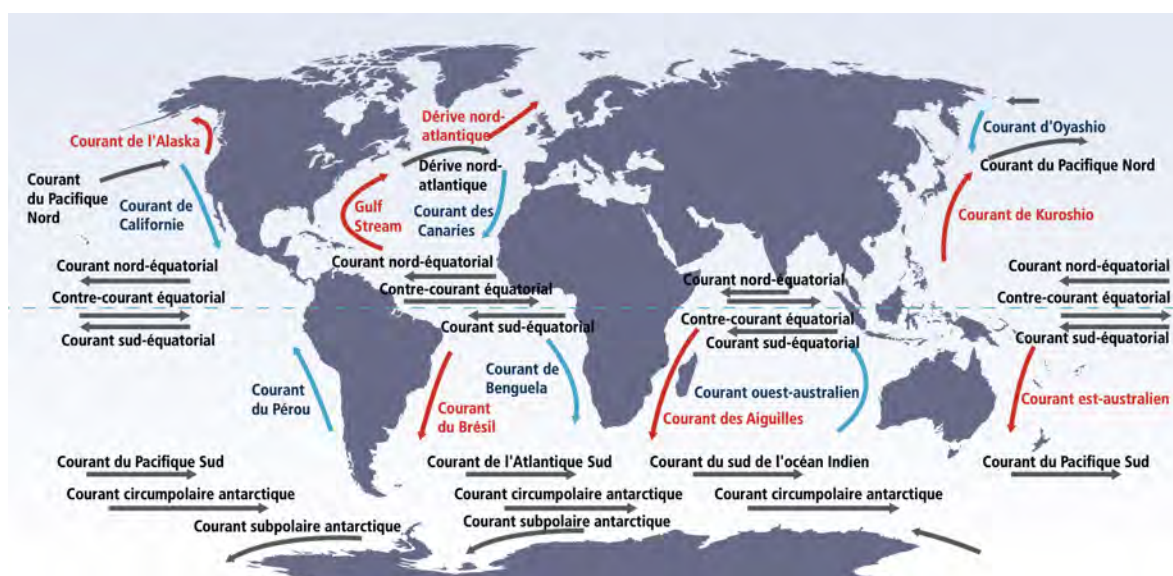 Dérive nord-
atlantique
Courant de l'Alaska
Courant d'Oyashio
Dérive nord-
atlantique
Courant du Pacifique Nord
Courant
du Pacifique
Nord
Courant de
Californie
Gulf
Stream
Courant des
Canaries
Courant de Kuroshio
Courant nord-équatorial
Courant nord-équatorial
Courant nord-équatorial
Courant nord-équatorial
Contre-courant équatorial
Contre-courant équatorial
Contre-courant équatorial
Contre-courant équatorial
Courant sud-équatorial
Courant sud-équatorial
Courant sud-équatorial
Courant sud-équatorial
Courant
du Pérou
Courant
du Brésil
Courant de
Benguela
Courant des Aiguilles
Courant ouest-australien
Courant est-australien
Courant du Pacifique Sud
Courant de l'Atlantique Sud
Courant du sud de l'océan Indien
Courant du Pacifique Sud
Courant circumpolaire antarctique
Courant circumpolaire antarctique
Courant circumpolaire antarctique
Courant subpolaire antarctique
Courant subpolaire antarctique